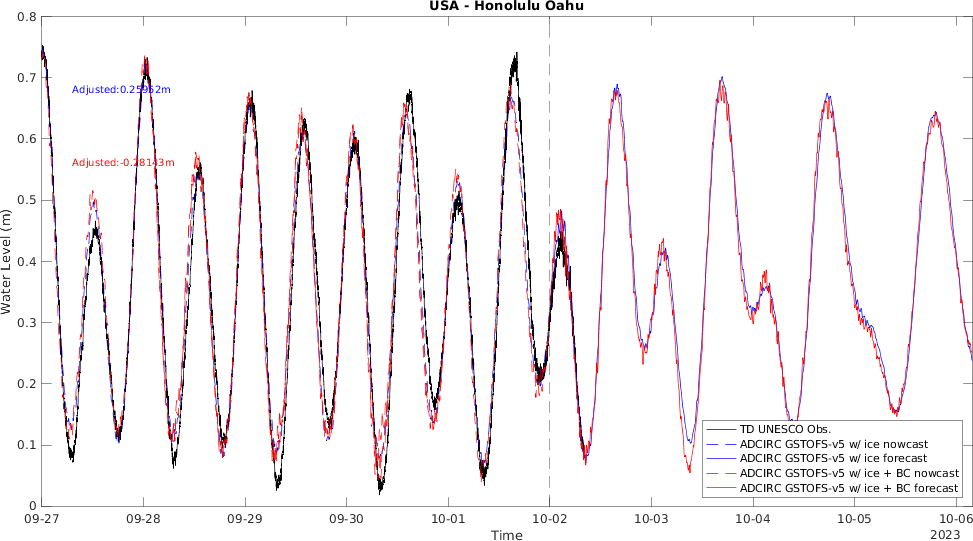 USA - Honolulu Oahu
0.8
0.7
0.6
0.5
0.4
0.3
0.2
0.1
0
Water Level (m)
Adjusted:0.25952m
Adjusted:-0.28143m
TD UNESCO Obs.
ADCIRC GSTOFS-v5 w/ ice nowcast
ADCIRC GSTOFS-v5 w/ ice forecast
ADCIRC GSTOFS-v5 w/ ice + BC nowcast
ADCIRC GSTOFS-v5 w/ ice + BC forecast
09-27 09-28 09-29 09-30 10-01 10-02 10-03 10-04 10-05 10-06
Time
2023